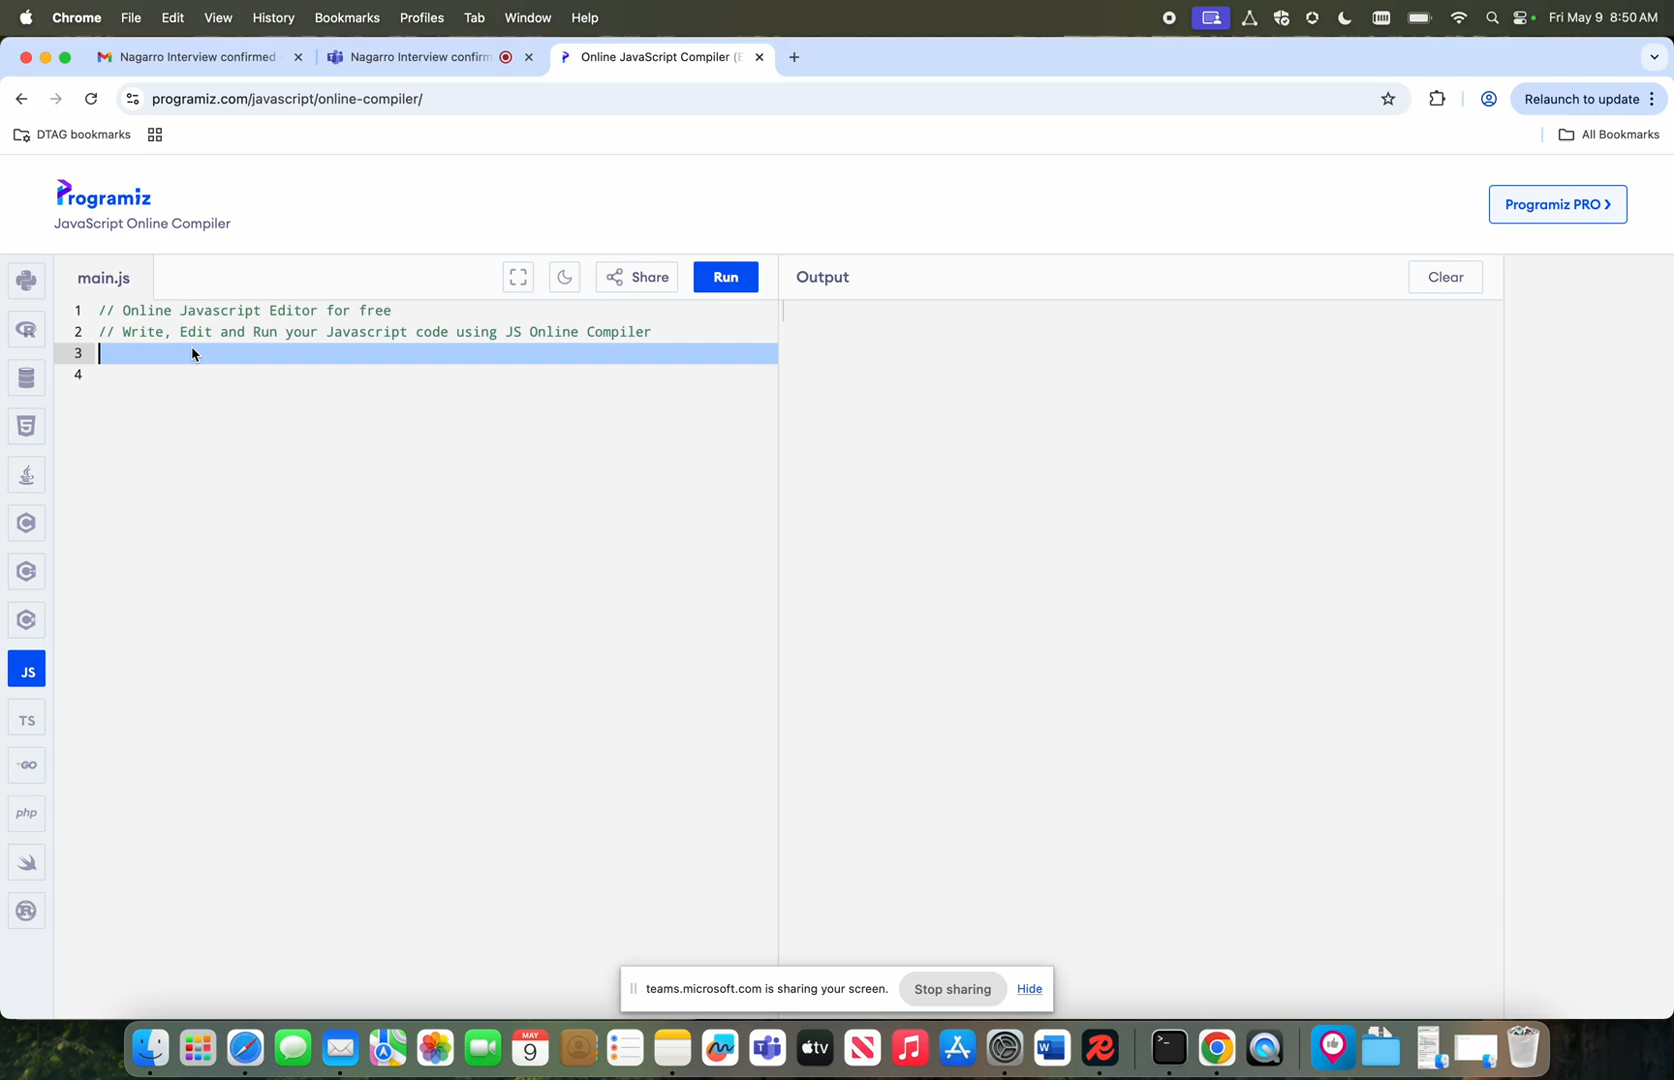 Chrome File Edit View History Bookmarks Profiles Tab Window Help Fri May 9 8:50 AM
Nagarro Interview confirmed Nagarro Interview confirm Online JavaScript Compiler (E
programiz.com/javascript/online-compiler/ Relaunch to update
DTAG bookmarks All Bookmarks
Programiz
JavaScript Online Compiler
Programiz PRO ❯
main.js Share Run Output Clear
1 // Online Javascript Editor for free
2 // Write, Edit and Run your Javascript code using JS Online Compiler
3
4
JS
TS
GO
php
teams.microsoft.com is sharing your screen. Stop sharing Hide
MAY
9
tv